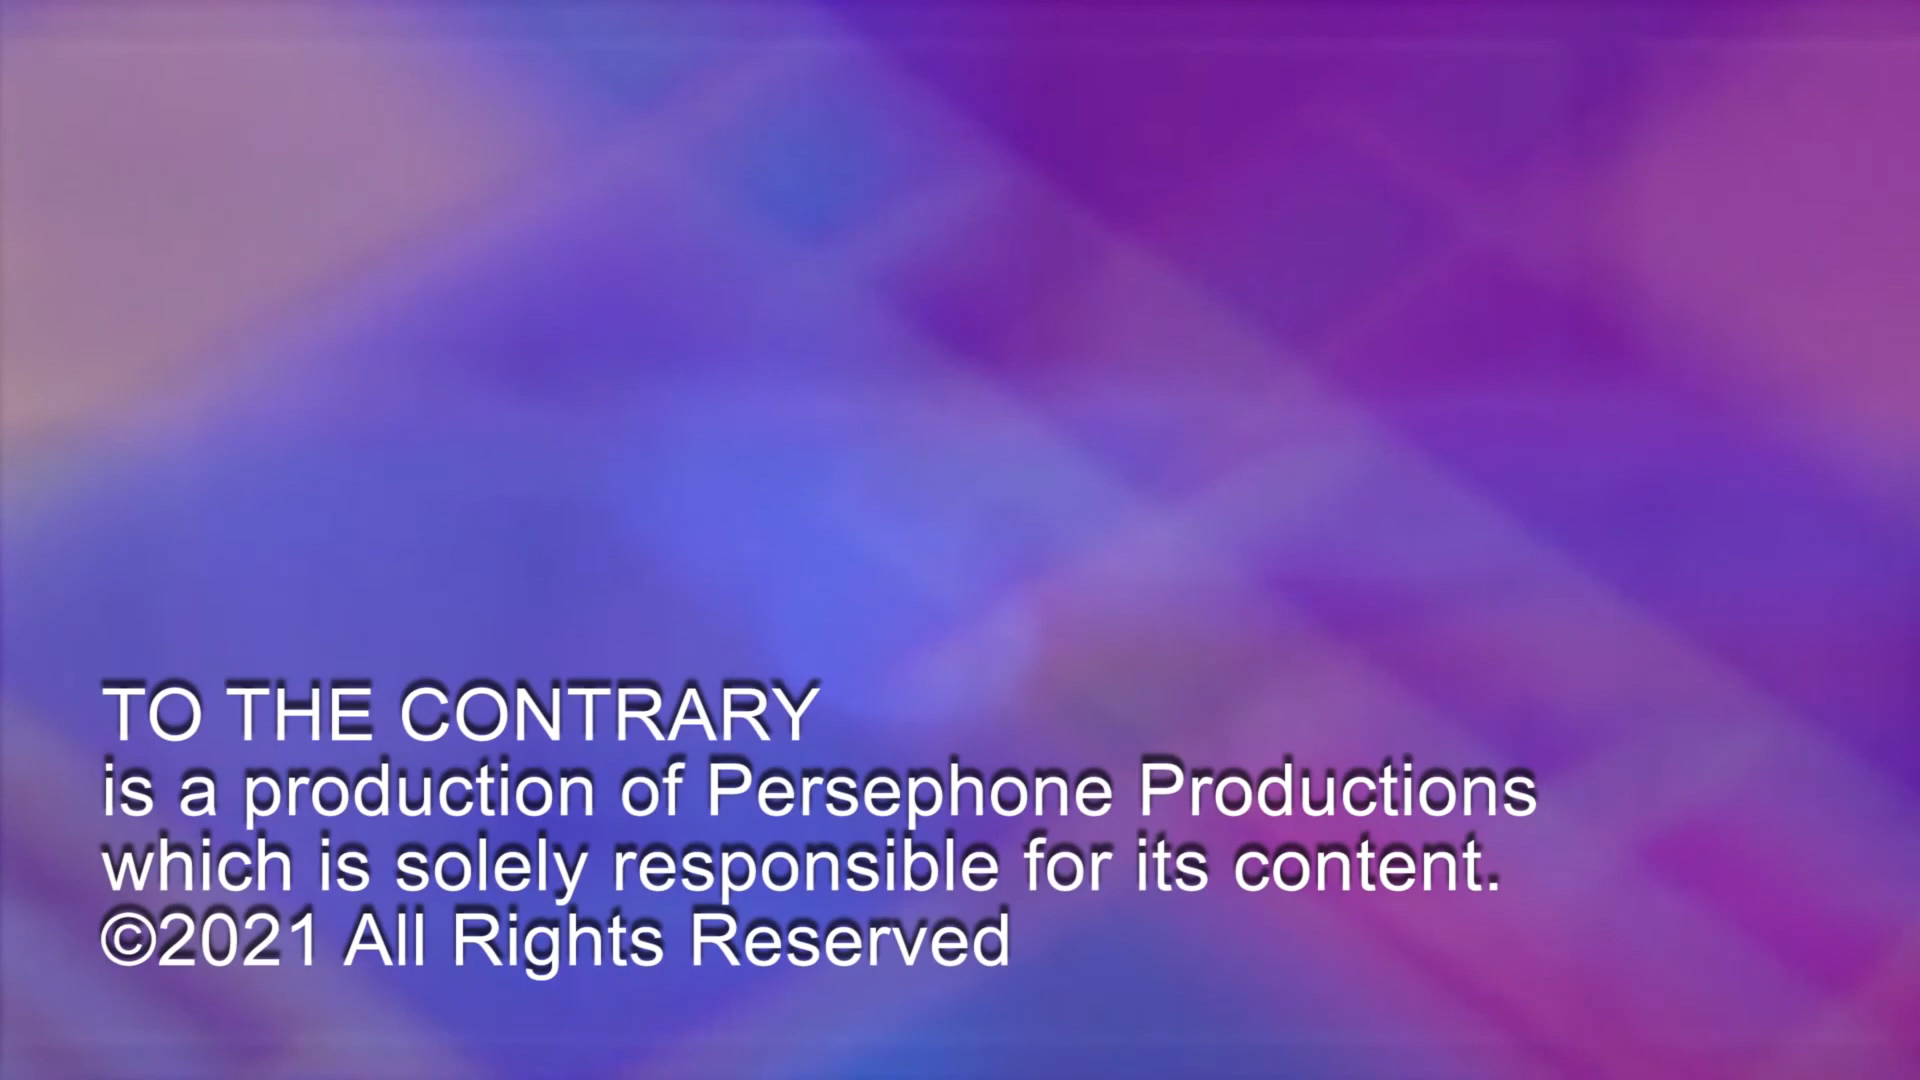 TO THE CONTRARY
is a production of Persephone Productions
which is solely responsible for its content.
©2021 All Rights Reserved